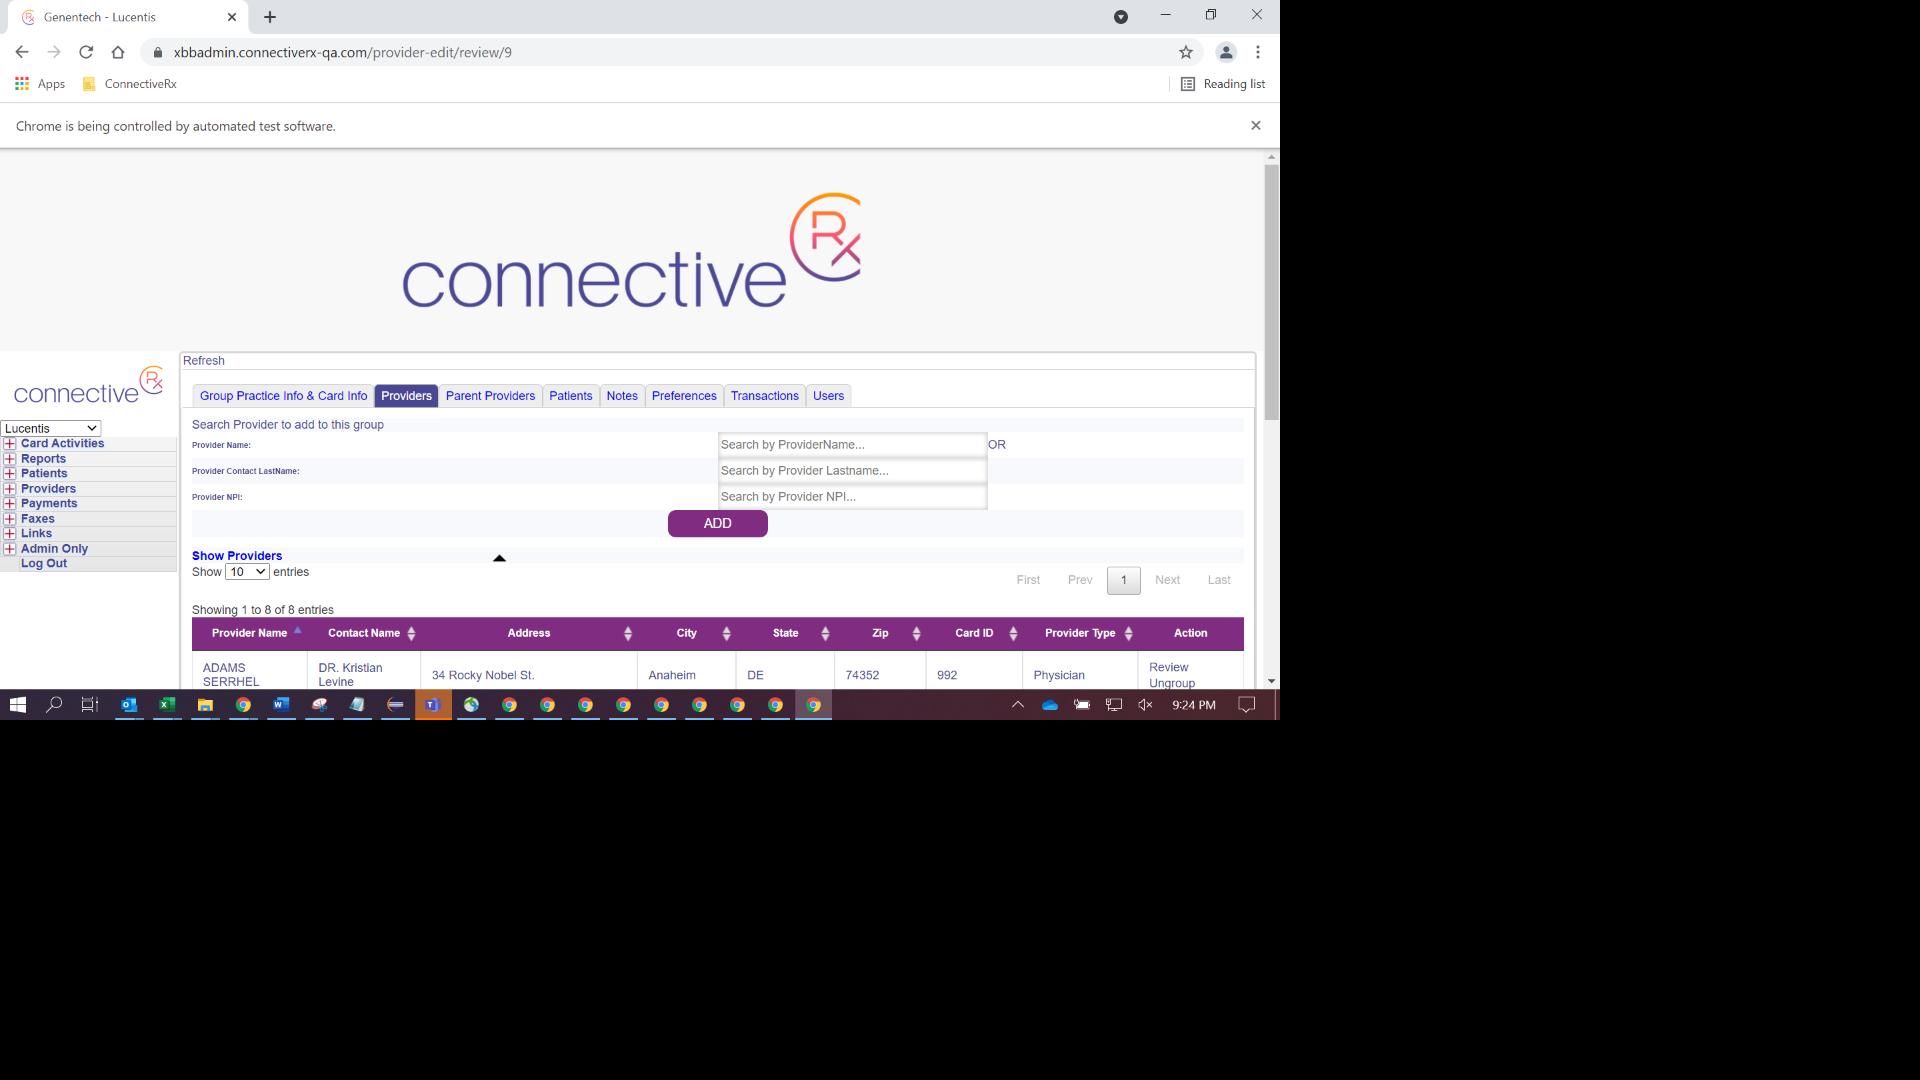 Genentech - Lucentis
xbbadmin.connectiverx-qa.com/provider-edit/review/9
Apps ConnectiveRx Reading list
Chrome is being controlled by automated test software.
connective Rx
connective Rx
Lucentis
Card Activities
Reports
Patients
Providers
Payments
Faxes
Links
Admin Only
Log Out
Refresh
Group Practice Info & Card Info Providers Parent Providers Patients Notes Preferences Transactions Users
Search Provider to add to this group
Provider Name: Search by ProviderName... OR
Provider Contact LastName: Search by Provider Lastname...
Provider NPI: Search by Provider NPI...
ADD
Show Providers
Show 10 entries
First Prev 1 Next Last
Showing 1 to 8 of 8 entries
Provider Name Contact Name Address City State Zip Card ID Provider Type Action
ADAMS SERRHEL DR. Kristian Levine 34 Rocky Nobel St. Anaheim DE 74352 992 Physician Review Ungroup
9:24 PM